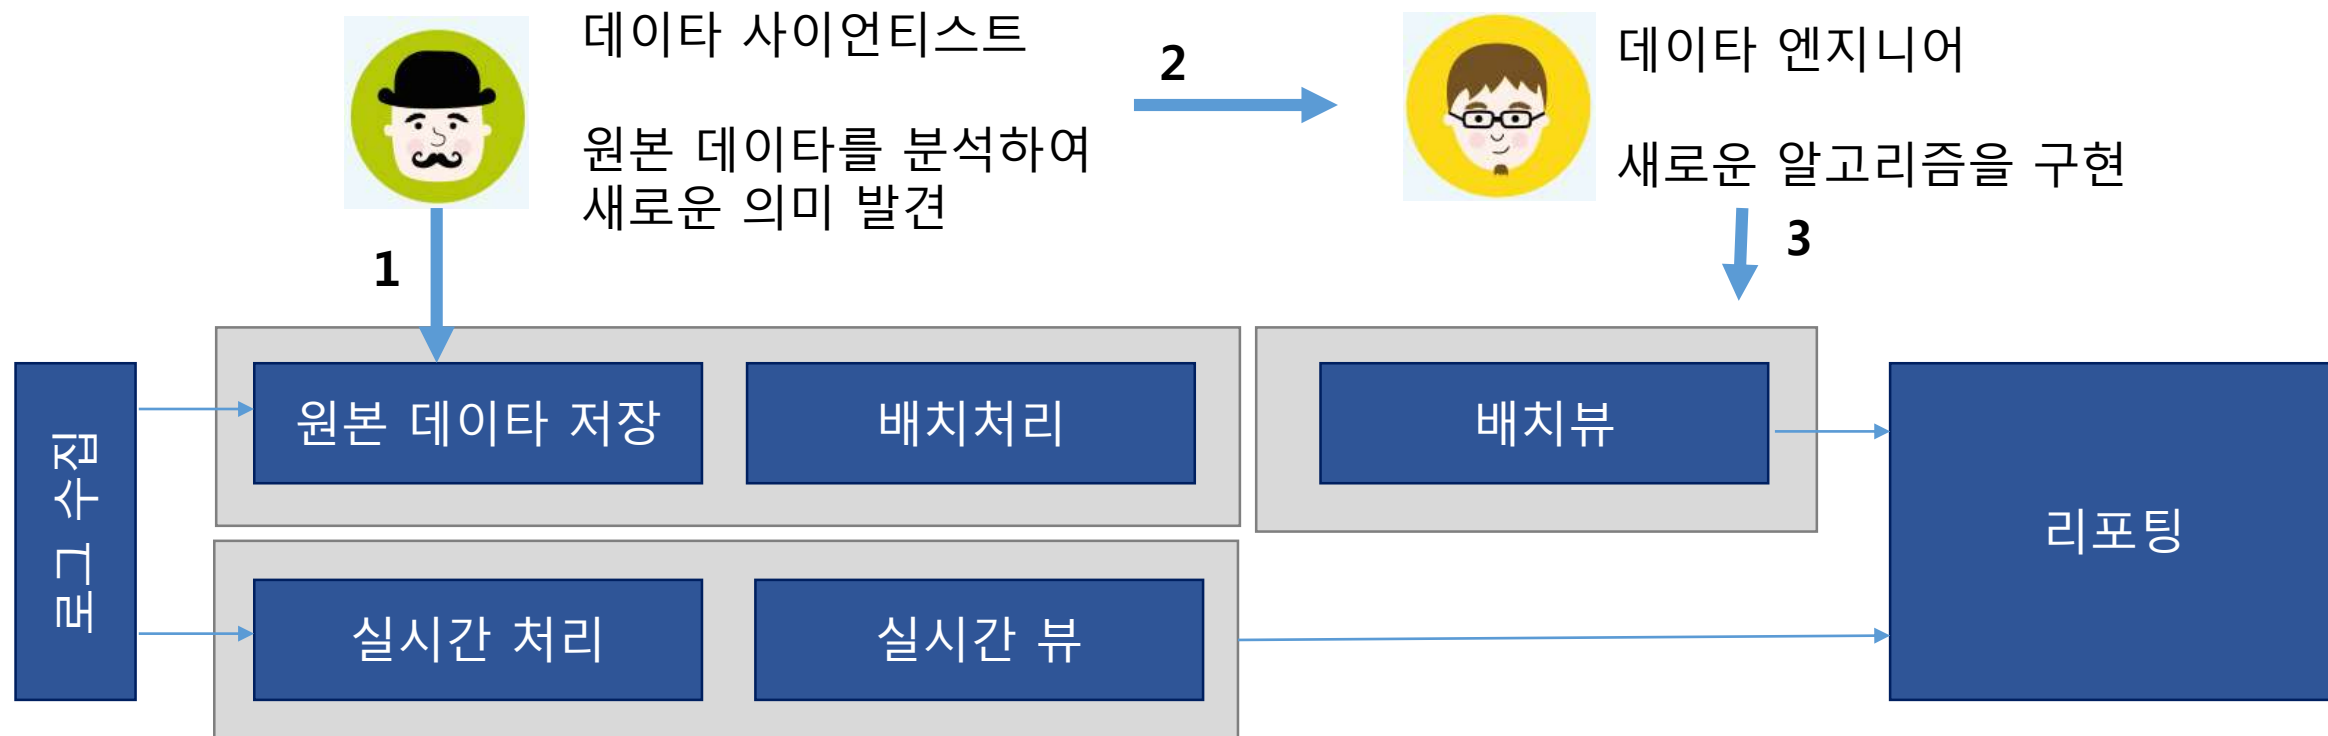 데이타 사이언티스트
원본 데이타를 분석하여
새로운 의미 발견
2
데이타 엔지니어
새로운 알고리즘을 구현
1
3
로그 수집
원본 데이타 저장
배치처리
배치뷰
리포팅
실시간 처리
실시간 뷰